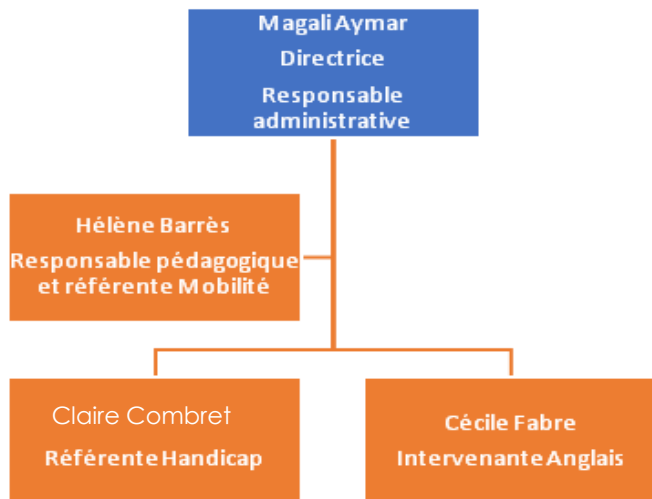 Magali Aymar
Directrice
Responsable
administrative
Hélène Barrès
Responsable pédagogique
et référente Mobilité
Claire Combret
Référente Handicap
Cécile Fabre
Intervenante Anglais